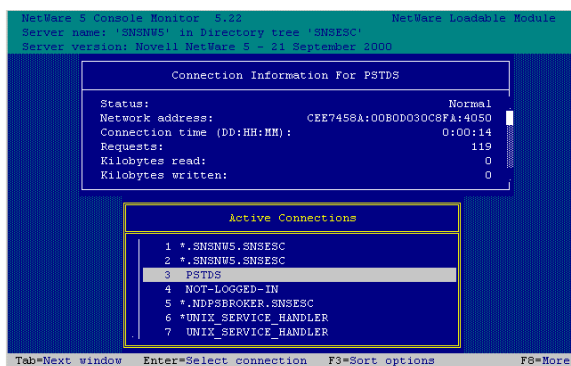 NetWare 5 Console Monitor 5.22 NetWare Loadable Module
Server name: 'SNSNW5' in Directory tree 'SNSESC'
Server version: Novell NetWare 5 - 21 September 2000
Connection Information For PSTDS
Status: Normal
Network address: CEE7458A:00B0D030C8FA:4050
Connection time (DD:HH:MM): 0:00:14
Requests: 119
Kilobytes read: 0
Kilobytes written: 0
Active Connections
1 *.SNSNW5.SNSESC
2 *.SNSNW5.SNSESC
3 PSTDS
4 NOT-LOGGED-IN
5 *.NDPSBROKER.SNSESC
6 *UNIX_SERVICE_HANDLER
7 UNIX_SERVICE_HANDLER
Tab=Next window Enter=Select connection F3=Sort options F8=More